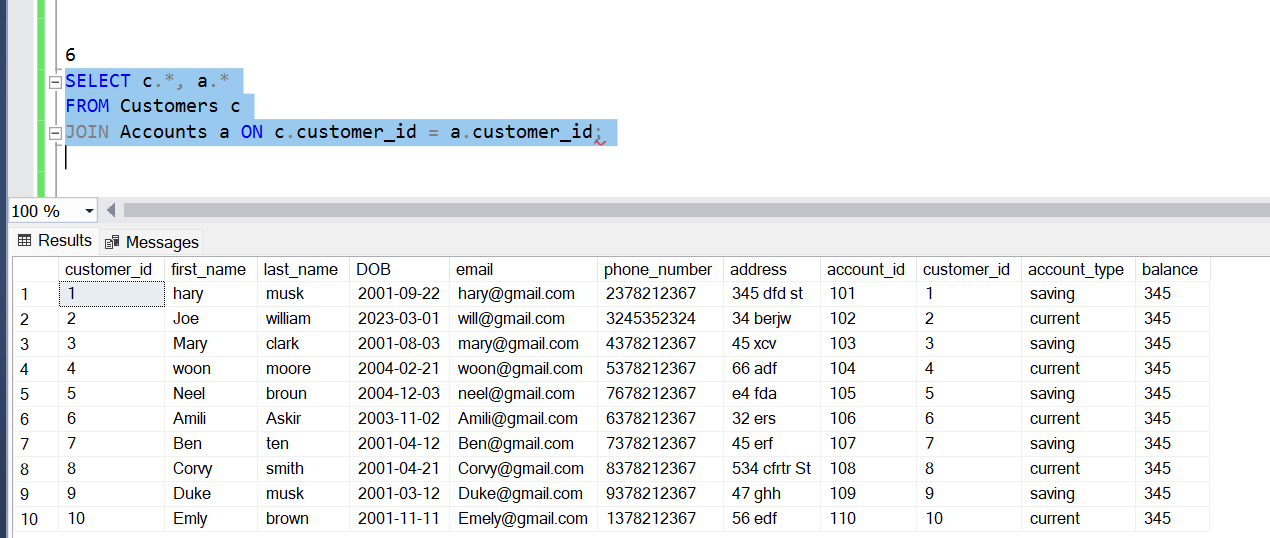 6
SELECT c.*, a.*
FROM Customers c
JOIN Accounts a ON c.customer_id = a.customer_id;
100 %
Results Messages
customer_id first_name last_name DOB email phone_number address account_id customer_id account_type balance
1 1 hary musk 2001-09-22 hary@gmail.com 2378212367 345 dfd st 101 1 saving 345
2 2 Joe william 2023-03-01 will@gmail.com 3245352324 34 berjw 102 2 current 345
3 3 Mary clark 2001-08-03 mary@gmail.com 4378212367 45 xcv 103 3 saving 345
4 4 woon moore 2004-02-21 woon@gmail.com 5378212367 66 adf 104 4 current 345
5 5 Neel broun 2004-12-03 neel@gmail.com 7678212367 e4 fda 105 5 saving 345
6 6 Amili Askir 2003-11-02 Amili@gmail.com 6378212367 32 ers 106 6 current 345
7 7 Ben ten 2001-04-12 Ben@gmail.com 7378212367 45 erf 107 7 saving 345
8 8 Corvy smith 2001-04-21 Corvy@gmail.com 8378212367 534 cfrtr St 108 8 current 345
9 9 Duke musk 2001-03-12 Duke@gmail.com 9378212367 47 ghh 109 9 saving 345
10 10 Emly brown 2001-11-11 Emely@gmail.com 1378212367 56 edf 110 10 current 345